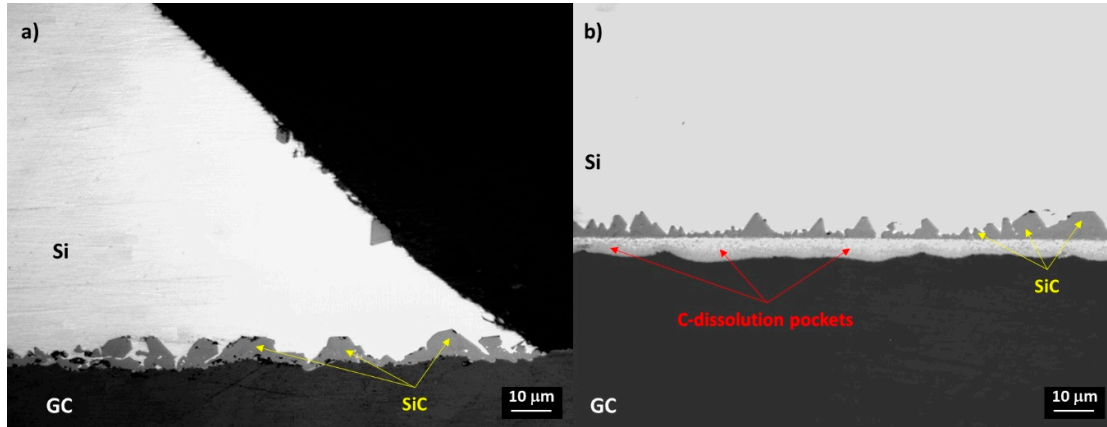 a)
Si
SiC
GC
10 μm
b)
Si
SiC
C-dissolution pockets
GC
10 μm